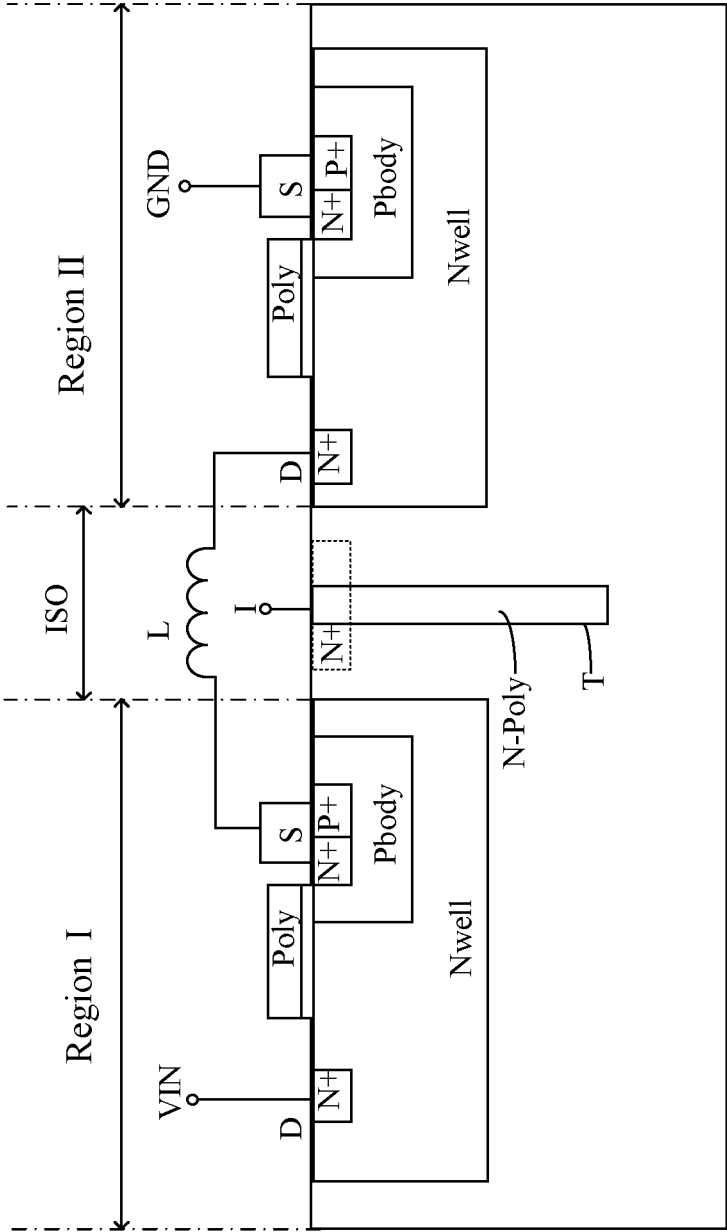 Region I
ISO
Region II
VIN
L
GND
I
D
Poly
S
D
Poly
S
N+
N+
P+
N+
N+
N+
P+
Pbody
Pbody
Nwell
Nwell
N-Poly
T